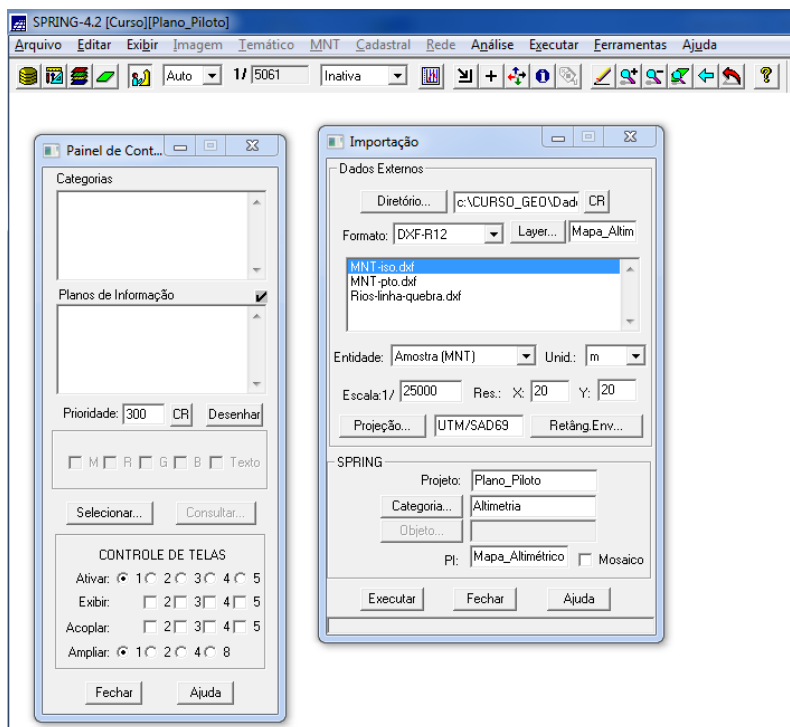 SPRING-4.2 [Curso][Plano_Piloto]
Arquivo Editar Exibir Imagem Temático MNT Cadastral Rede Análise Executar Ferramentas Ajuda
Auto 1/ 5061 Inativa
Painel de Cont...
Categorias
Planos de Informação
Prioridade: 300 CR Desenhar
M R G B Texto
Selecionar... Consultar...
CONTROLE DE TELAS
Ativar: 1 2 3 4 5
Exibir: 2 3 4 5
Acoplar: 2 3 4 5
Ampliar: 1 2 4 8
Fechar Ajuda
Importação
Dados Externos
Diretório... c:\CURSO_GEO\Dad CR
Formato: DXF-R12 Layer... Mapa_Altim
MNT-iso.dxf
MNT-pto.dxf
Rios-linha-quebra.dxf
Entidade: Amostra (MNT) Unid.: m
Escala:1/ 25000 Res.: X: 20 Y: 20
Projeção... UTM/SAD69 Retâng.Env...
SPRING
Projeto: Plano_Piloto
Categoria... Altimetria
Objeto...
PI: Mapa_Altimétrico Mosaico
Executar Fechar Ajuda